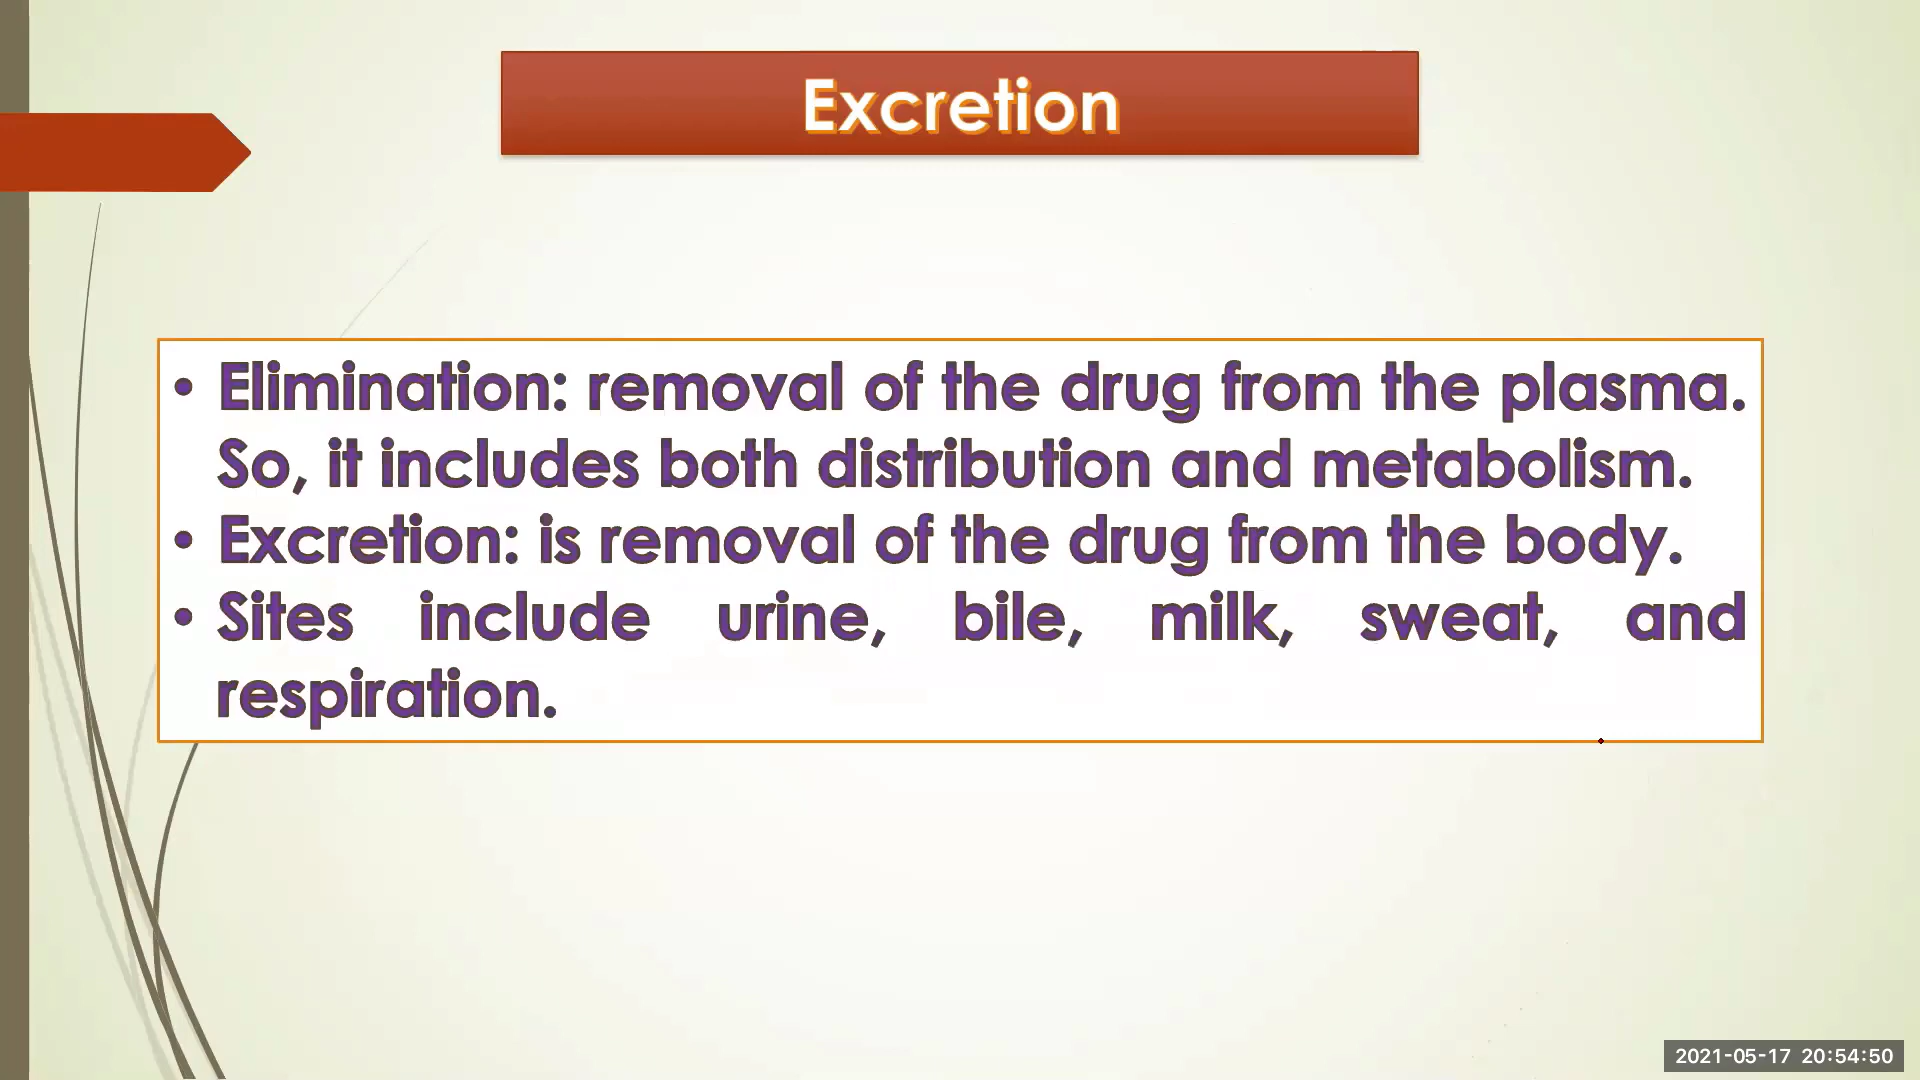 Excretion
• Elimination: removal of the drug from the plasma.
So, it includes both distribution and metabolism.
• Excretion: is removal of the drug from the body.
• Sites include urine, bile, milk, sweat, and
respiration.
2021-05-17 20:54:50